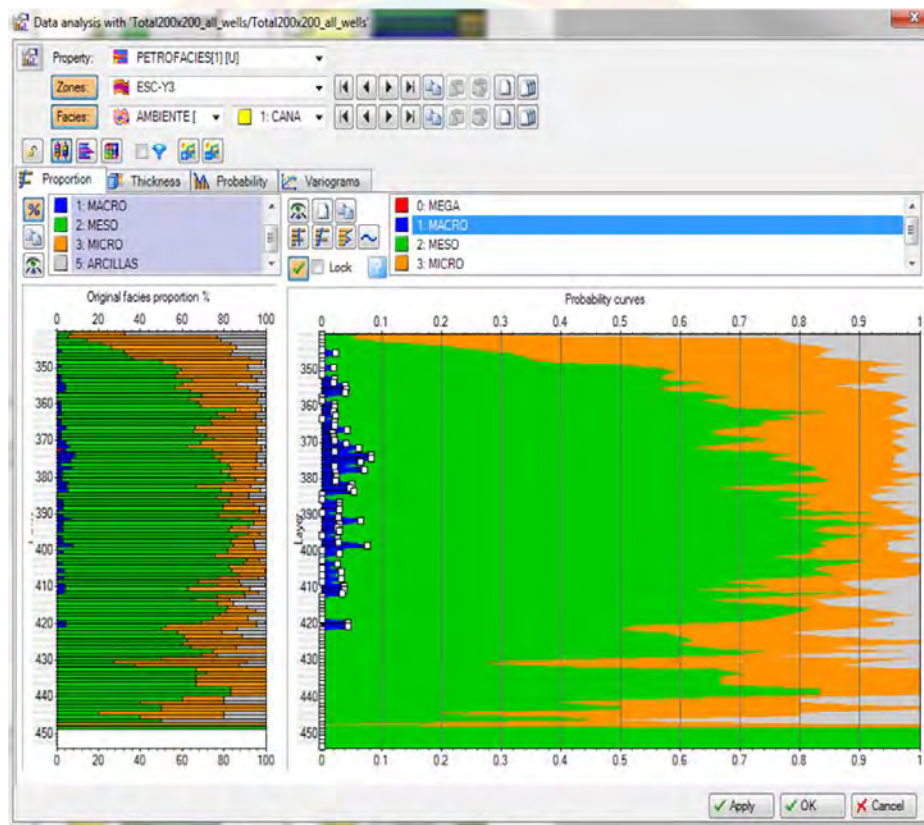 Data analysis with 'Total200x200_all_wells/Total200x200_all_wells'
Property: PETROFACIES[1] [U]
Zones: ESC-Y3
Facies: AMBIENTE [ 1: CANA
Proportion Thickness Probability Variograms
%
1: MACRO
2: MESO
3: MICRO
5: ARCILLAS
Lock
0: MEGA
1: MACRO
2: MESO
3: MICRO
Original facies proportion %
0 20 40 60 80 100
350
360
370
380
390
400
410
420
430
440
450
0 20 40 60 80 100
Probability curves
0 0.1 0.2 0.3 0.4 0.5 0.6 0.7 0.8 0.9 1
Layer
350
360
370
380
390
400
410
420
430
440
450
0 0.1 0.2 0.3 0.4 0.5 0.6 0.7 0.8 0.9 1
Apply OK Cancel